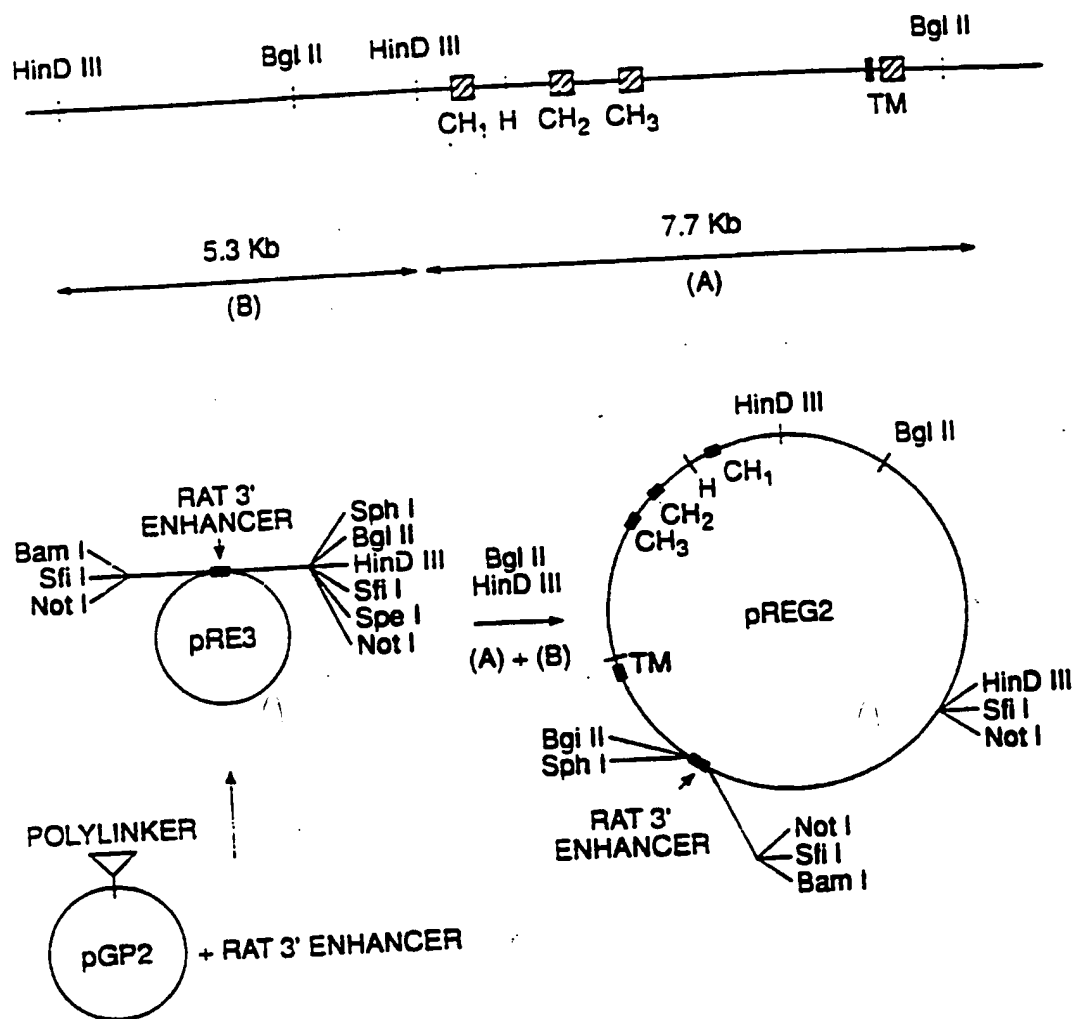 HinD III
Bgl II
HinD III
Bgl II
CH₁
H
CH₂
CH₃
TM
5.3 Kb
(B)
7.7 Kb
(A)
RAT 3'
ENHANCER
Bam I
Sfi I
Not I
pRE3
Sph I
Bgl II
HinD III
Sfi I
Spe I
Not I
Bgl II
HinD III
(A) + (B)
HinD III
Bgl II
CH₁
H
CH₂
CH₃
pREG2
TM
Bgi II
Sph I
RAT 3'
ENHANCER
HinD III
Sfi I
Not I
Not I
Sfi I
Bam I
POLYLINKER
pGP2
+ RAT 3' ENHANCER